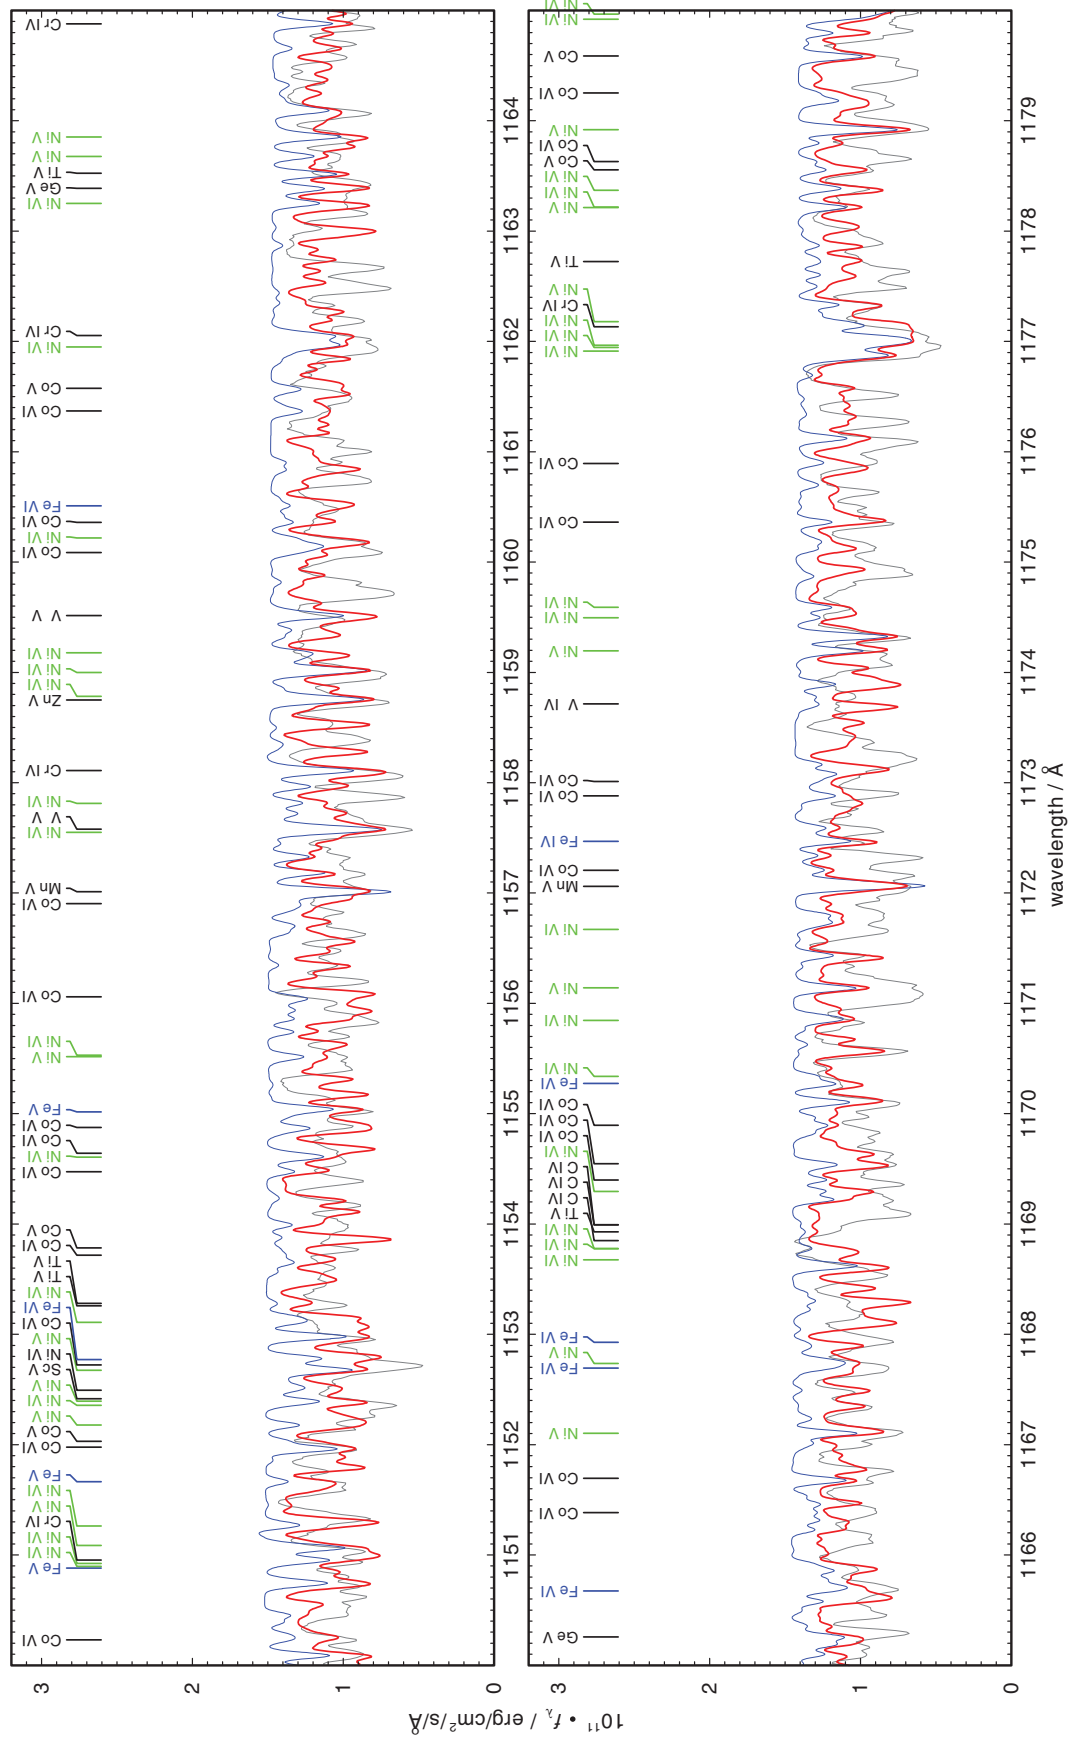 Co VI
Fe V
Ni VI
Ni VI
Cr IV
Ni V
Ni VI
Fe V
Co VI
Co V
Ni V
Ni VI
Ni V
Sc V
Ni VI
Ni V
Co VI
Fe VI
Ni VI
Ti V
Ti V
Co VI
Co V
Co VI
Ni VI
Co VI
Co VI
Fe V
Ni V
Ni VI
Co VI
Co VI
Mn V
Ni VI
V V
Ni VI
Cr IV
Zn V
Ni VI
Ni VI
Ni VI
V V
Co VI
Ni VI
Co VI
Fe VI
Co VI
Co V
Ni VI
Cr IV
Ni VI
Ge V
Ti V
Ni V
Ni V
Cr IV
3
2
1
0
1151
1152
1153
1154
1155
1156
1157
1158
1159
1160
1161
1162
1163
1164
10¹¹ • f_λ / erg/cm²/s/Å
Ge V
Fe VI
Co VI
Co VI
Ni V
Fe VI
Ni V
Fe VI
Ni VI
Ni VI
Ni VI
Ti V
C IV
C IV
C IV
Ni VI
Co VI
Co VI
Co VI
Fe VI
Ni VI
Ni VI
Ni V
Ni VI
Mn V
Co VI
Fe IV
Co VI
Co VI
V IV
Ni V
Ni VI
Ni VI
Co VI
Co VI
Ni VI
Ni VI
Ni VI
Cr IV
Ni V
Ti V
Ni V
Ni VI
Ni VI
Co V
Co VI
Ni V
Co VI
Co V
Ni VI
Ni VI
3
2
1
0
1166
1167
1168
1169
1170
1171
1172
1173
1174
1175
1176
1177
1178
1179
wavelength / Å